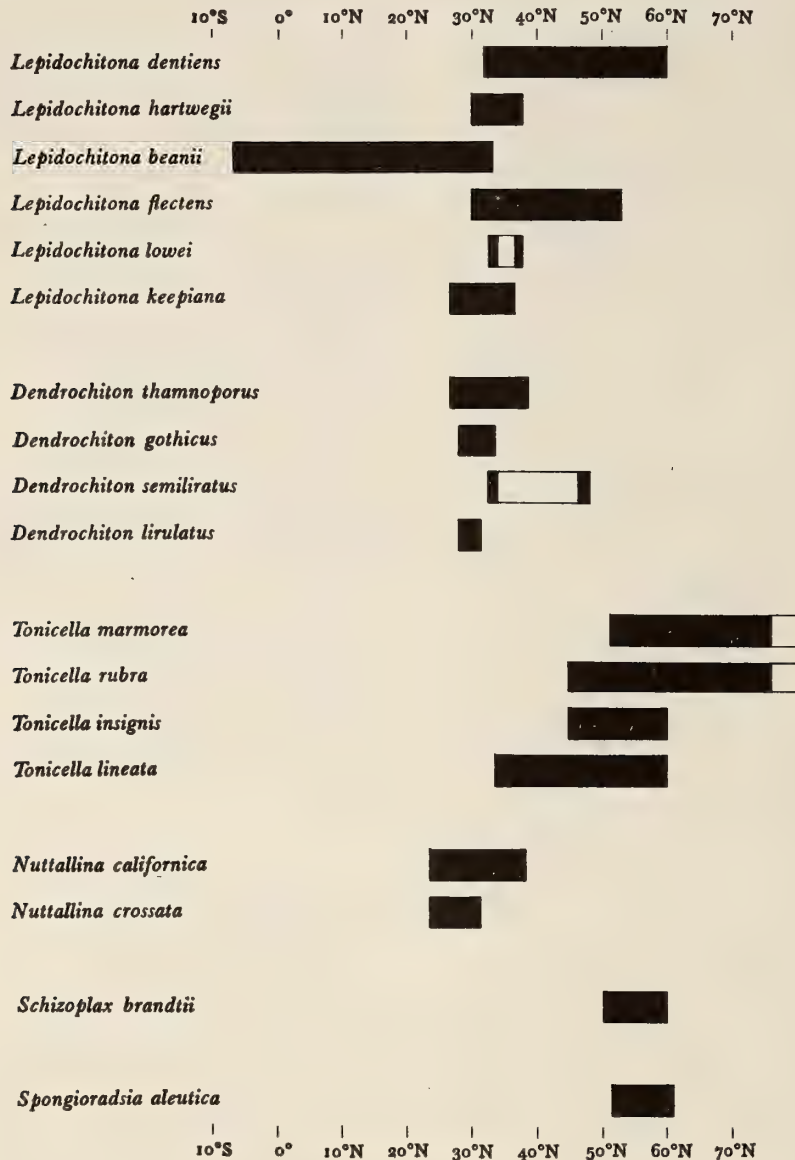 10°S 0° 10°N 20°N 30°N 40°N 50°N 60°N 70°N
Lepidochitona dentiens
Lepidochitona hartwegii
Lepidochitona beanii
Lepidochitona flectens
Lepidochitona lowei
Lepidochitona keepiana
Dendrochiton thamnoporus
Dendrochiton gothicus
Dendrochiton semiliratus
Dendrochiton lirulatus
Tonicella marmorea
Tonicella rubra
Tonicella insignis
Tonicella lineata
Nuttallina californica
Nuttallina crossata
Schizoplax brandtii
Spongioradsia aleutica
10°S 0° 10°N 20°N 30°N 40°N 50°N 60°N 70°N